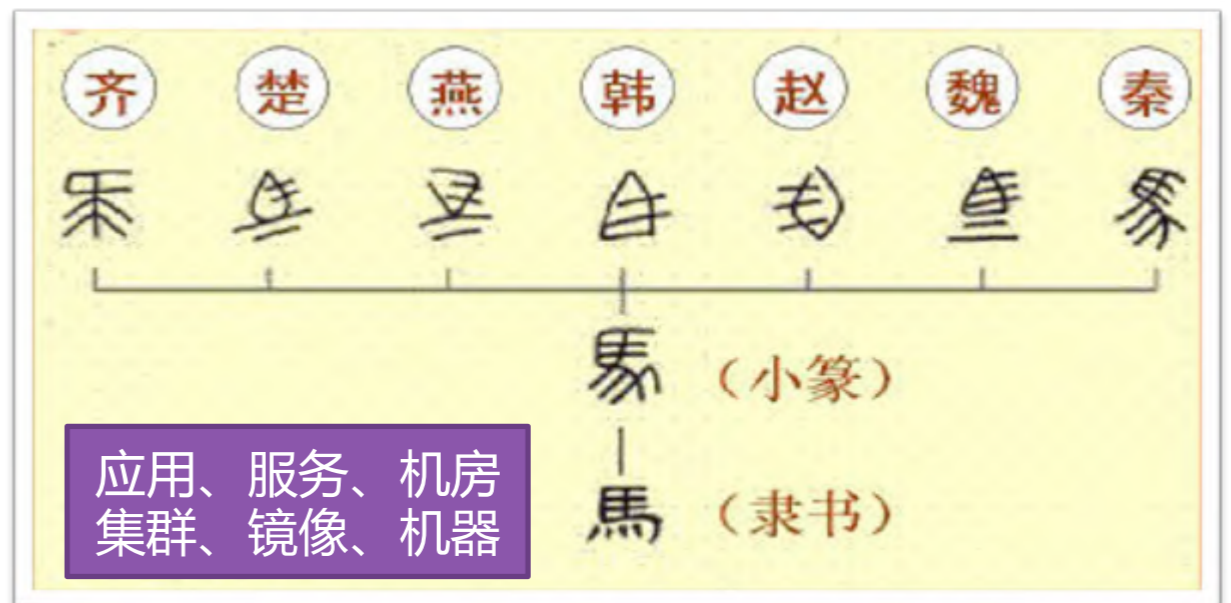 齐 楚 燕 韩 赵 魏 秦
馬 (小篆)
馬 (隶书)
应用、服务、机房
集群、镜像、机器